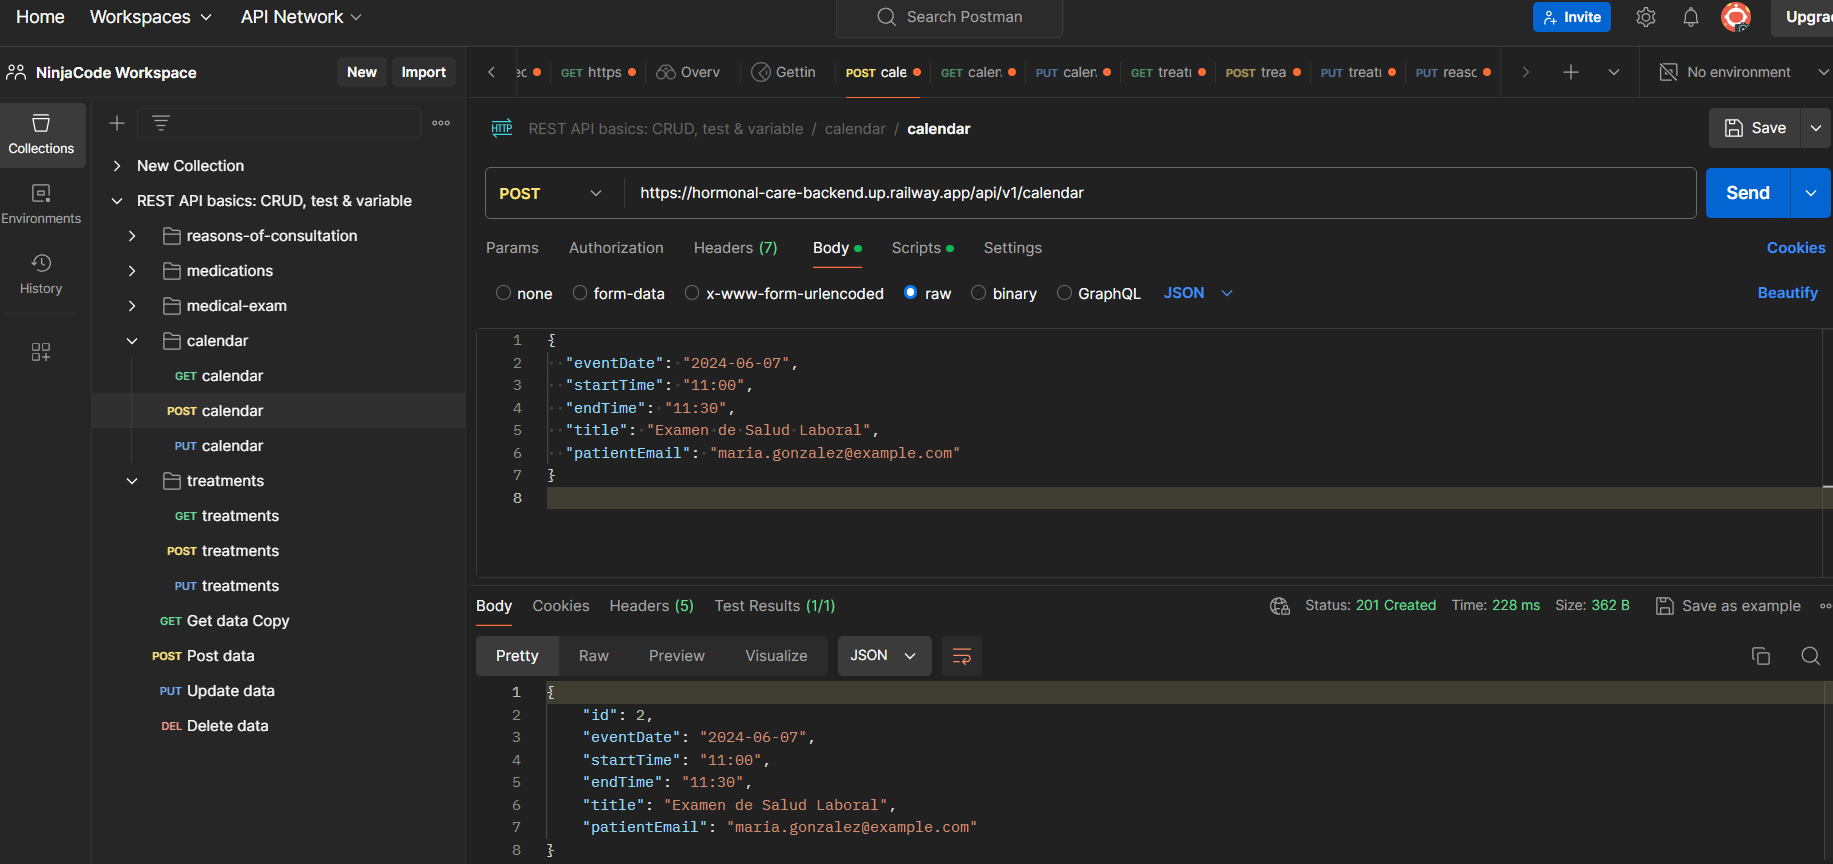 Home Workspaces API Network Search Postman Invite Upgra
NinjaCode Workspace New Import
GET https Overv Gettin POST cale GET calen PUT calen GET treat POST trea PUT treat PUT reasc No environment
Collections
Environments
History
New Collection
REST API basics: CRUD, test & variable
reasons-of-consultation
medications
medical-exam
calendar
GET calendar
POST calendar
PUT calendar
treatments
GET treatments
POST treatments
PUT treatments
GET Get data Copy
POST Post data
PUT Update data
DEL Delete data
HTTP REST API basics: CRUD, test & variable / calendar / calendar Save
POST https://hormonal-care-backend.up.railway.app/api/v1/calendar Send
Params Authorization Headers (7) Body Scripts Settings Cookies
none form-data x-www-form-urlencoded raw binary GraphQL JSON Beautify
1 {
2 "eventDate": "2024-06-07",
3 "startTime": "11:00",
4 "endTime": "11:30",
5 "title": "Examen de Salud Laboral",
6 "patientEmail": "maria.gonzalez@example.com"
7 }
8
Body Cookies Headers (5) Test Results (1/1) Status: 201 Created Time: 228 ms Size: 362 B Save as example
Pretty Raw Preview Visualize JSON
1 {
2 "id": 2,
3 "eventDate": "2024-06-07",
4 "startTime": "11:00",
5 "endTime": "11:30",
6 "title": "Examen de Salud Laboral",
7 "patientEmail": "maria.gonzalez@example.com"
8 }